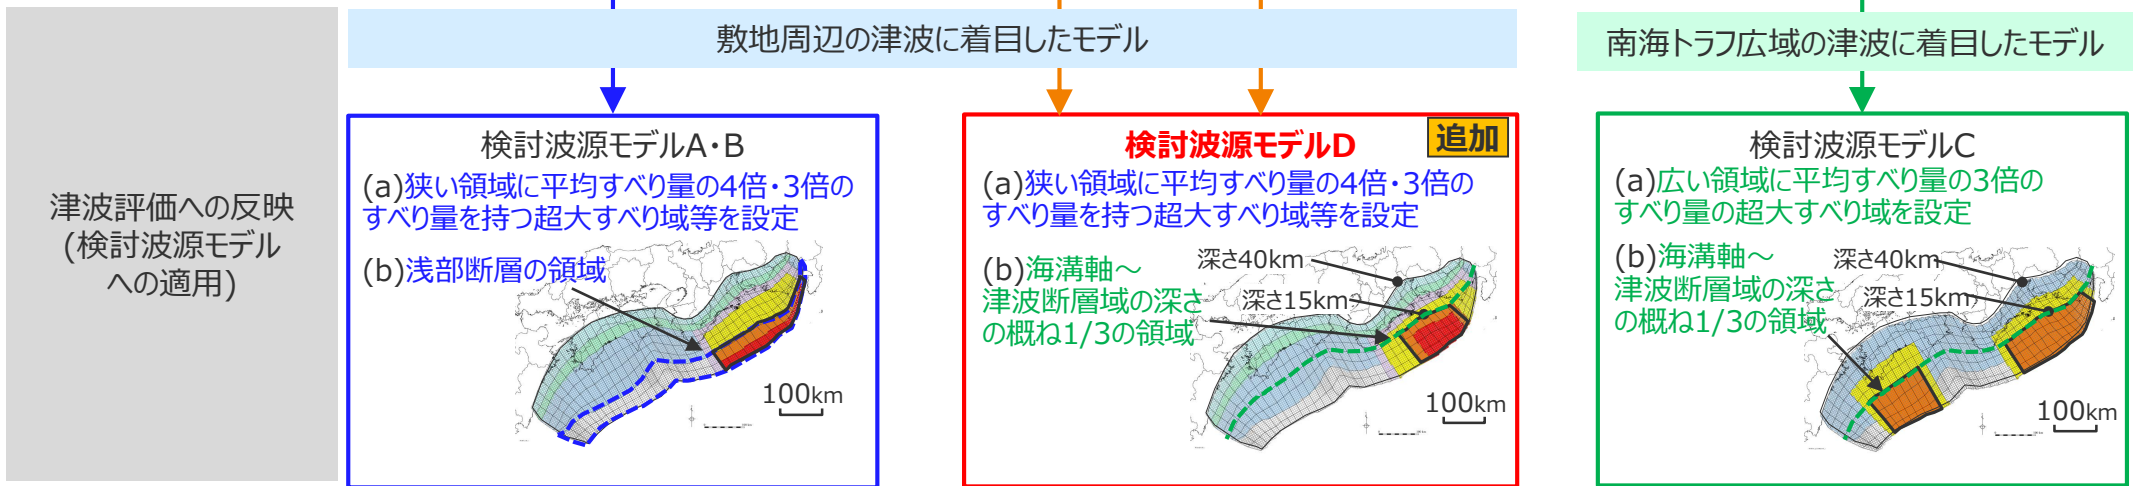 敷地周辺の津波に着目したモデル
南海トラフ広域の津波に着目したモデル
津波評価への反映
(検討波源モデル
への適用)
検討波源モデルA・B
(a)狭い領域に平均すべり量の4倍・3倍の
すべり量を持つ超大すべり域等を設定
(b)浅部断層の領域
100km
検討波源モデルD
追加
(a)狭い領域に平均すべり量の4倍・3倍の
すべり量を持つ超大すべり域等を設定
(b)海溝軸～
津波断層域の深さ
の概ね1/3の領域
深さ40km
深さ15km
100km
検討波源モデルC
(a)広い領域に平均すべり量の3倍の
すべり量の超大すべり域を設定
(b)海溝軸～
津波断層域の深さ
の概ね1/3の領域
深さ40km
深さ15km
100km